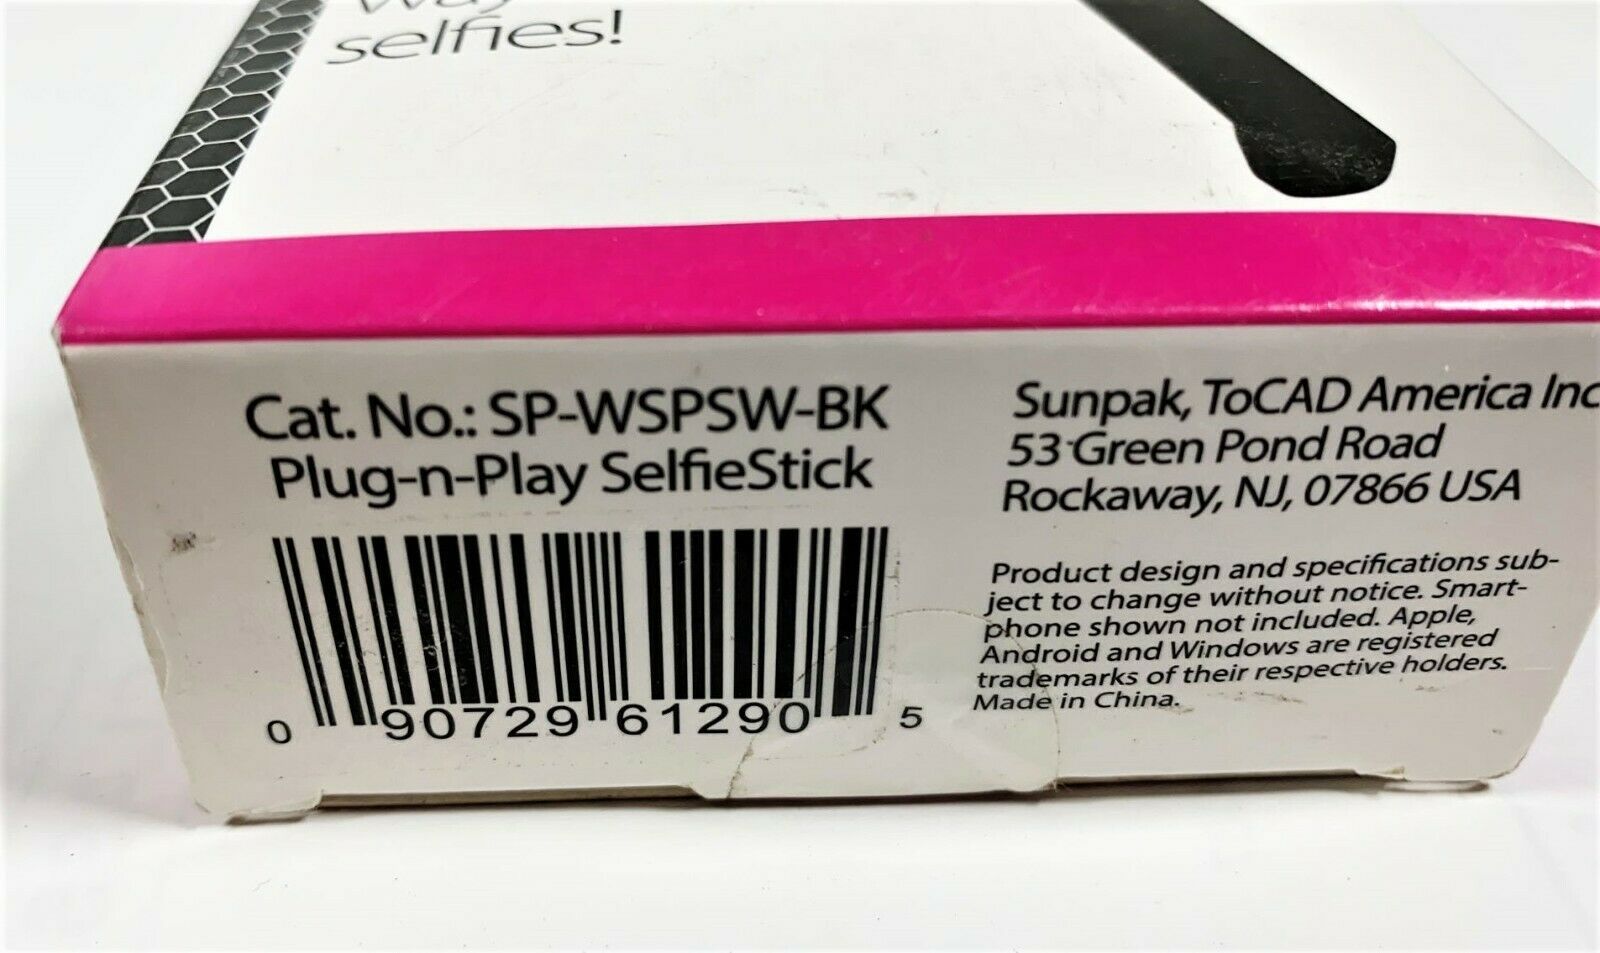 selfies!
Cat. No.: SP-WSPSW-BK
Plug-n-Play SelfieStick
0 90729 61290 5
Sunpak, ToCAD America Inc
53 Green Pond Road
Rockaway, NJ, 07866 USA
Product design and specifications sub-
ject to change without notice. Smart-
phone shown not included. Apple,
Android and Windows are registered
trademarks of their respective holders.
Made in China.